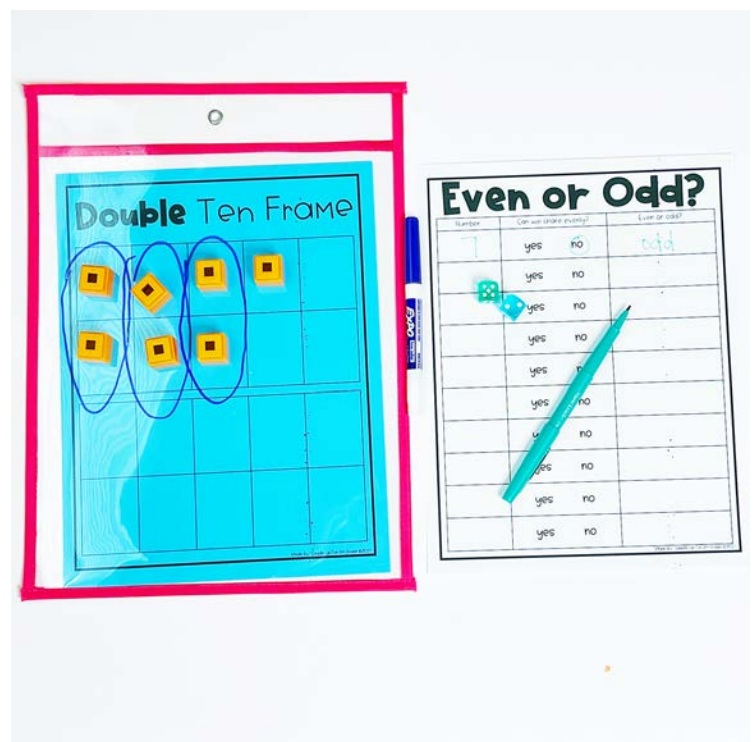 Double Ten Frame
EXPO
Even or Odd?
Number Can we share evenly? Even or odd?
7 yes no odd
yes no
yes no
yes no
yes no
yes no
no
yes no
yes no
yes no